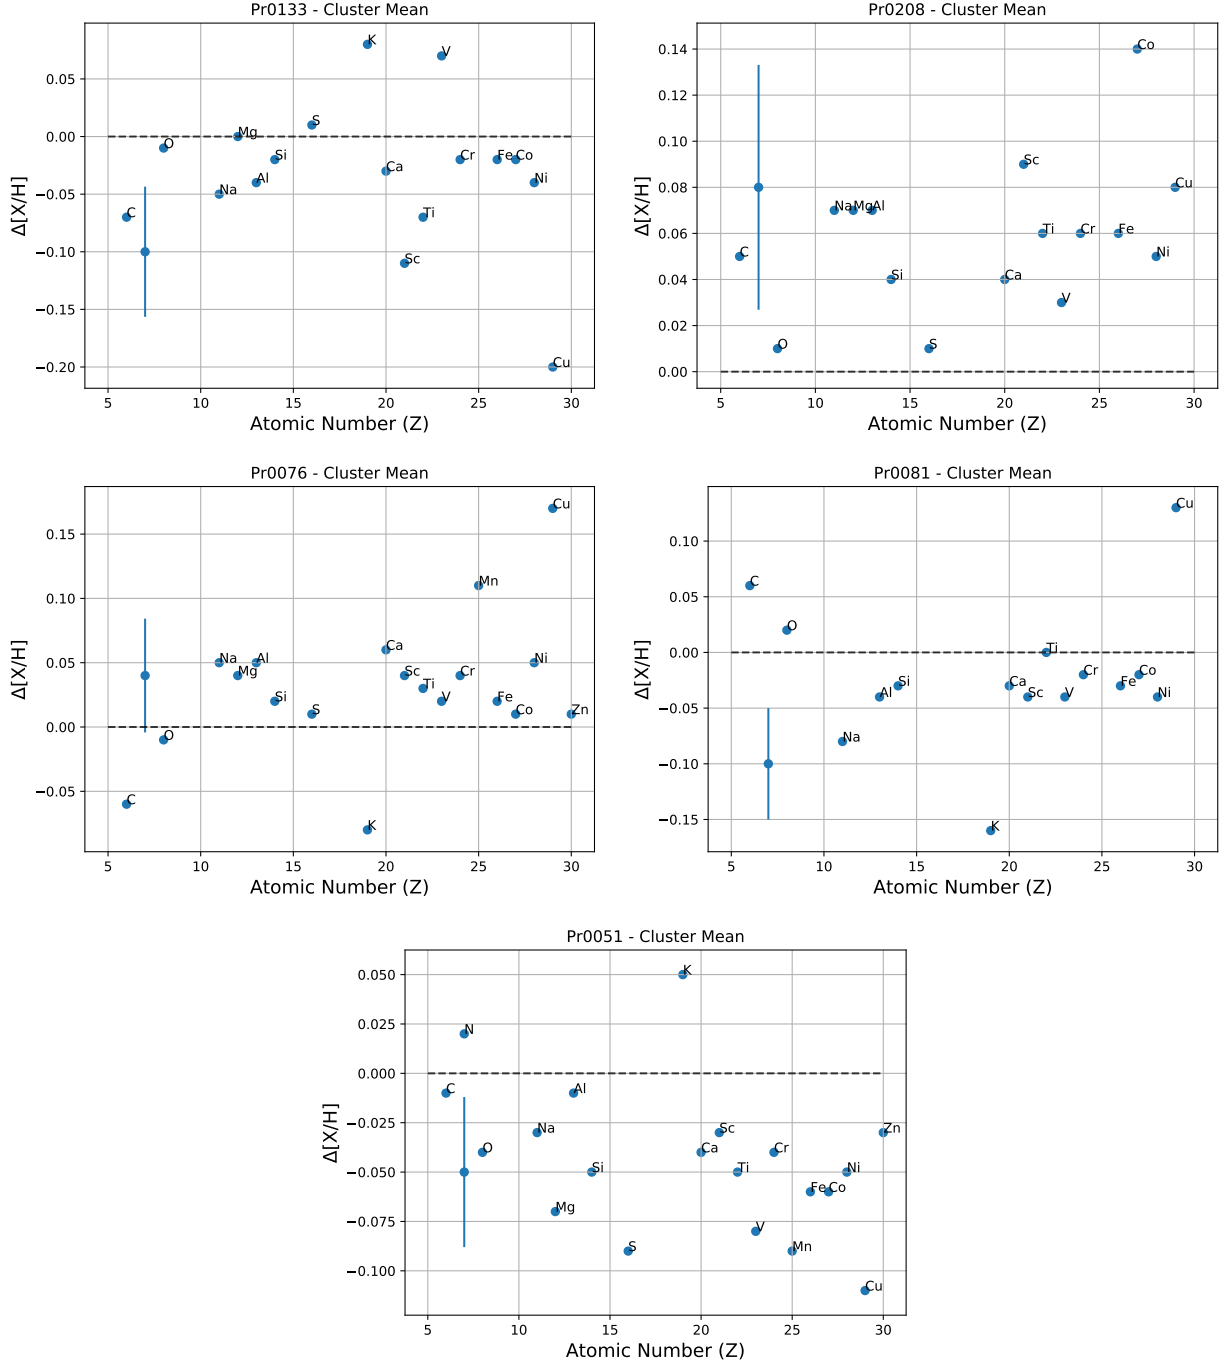 Pr0133 - Cluster Mean
Δ[X/H]
0.05
0.00
−0.05
−0.10
−0.15
−0.20
K
V
Mg
S
O
Si
Cr
Fe
Co
Ca
Al
Ni
Na
C
Ti
Sc
Cu
5
10
15
20
25
30
Atomic Number (Z)
Pr0208 - Cluster Mean
Δ[X/H]
0.14
0.12
0.10
0.08
0.06
0.04
0.02
0.00
Co
Sc
Cu
Na
Mg
Al
Ti
Cr
Fe
C
Ni
Si
Ca
V
O
S
5
10
15
20
25
30
Atomic Number (Z)
Pr0076 - Cluster Mean
Δ[X/H]
0.15
0.10
0.05
0.00
−0.05
Cu
Mn
Ca
Na
Al
Ni
Mg
Sc
Cr
Ti
Si
V
Fe
S
Co
Zn
O
C
K
5
10
15
20
25
30
Atomic Number (Z)
Pr0081 - Cluster Mean
Δ[X/H]
0.10
0.05
0.00
−0.05
−0.10
−0.15
Cu
C
O
Ti
Cr
Co
Si
Ca
Fe
Al
Sc
V
Ni
Na
K
5
10
15
20
25
30
Atomic Number (Z)
Pr0051 - Cluster Mean
Δ[X/H]
0.050
0.025
0.000
−0.025
−0.050
−0.075
−0.100
K
N
C
Al
Na
Sc
Zn
O
Ca
Cr
Si
Ti
Ni
Fe
Co
Mg
V
S
Mn
Cu
5
10
15
20
25
30
Atomic Number (Z)